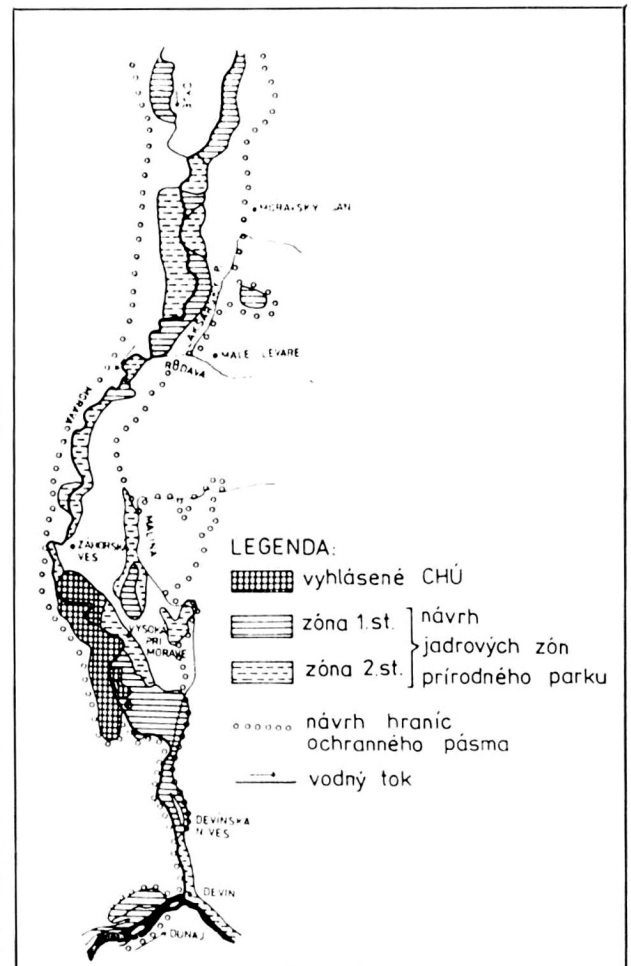 MORAVSKÝ JÁN
MALÉ LEVÁRE
RUDAVA
MORAVA
ZÁHORSKÁ
VES
MALINA
VYSOKÁ
PRI
MORAVE
LEGENDA:
vyhlásené CHÚ
zóna 1.st.
zóna 2.st.
návrh
jadrových zón
prírodného parku
návrh hraníc
ochranného pásma
vodný tok
DEVÍNSKA
N VES
DEVÍN
DUNAJ